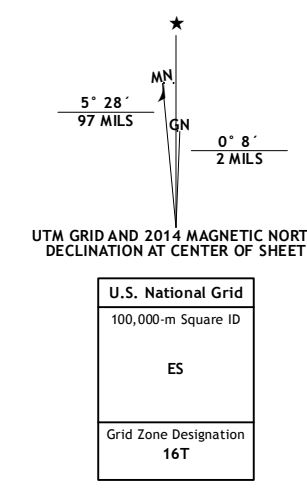 ★
MN
5° 28´
97 MILS
GN
0° 8´
2 MILS
UTM GRID AND 2014 MAGNETIC NORT
DECLINATION AT CENTER OF SHEET
U.S. National Grid
100,000-m Square ID
ES
Grid Zone Designation
16T